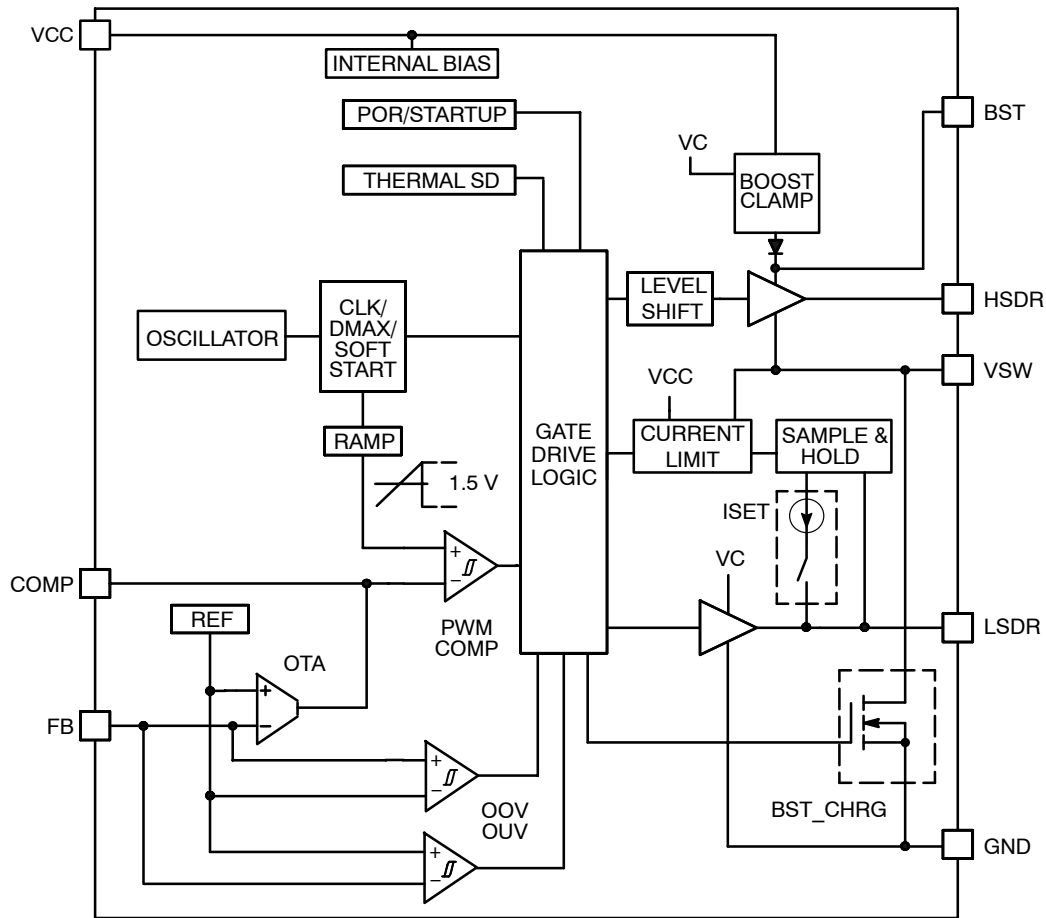 VCC
INTERNAL BIAS
POR/STARTUP
BST
VC
BOOST
CLAMP
THERMAL SD
LEVEL
SHIFT
HSDR
OSCILLATOR
CLK/
DMAX/
SOFT
START
VSW
VCC
RAMP
GATE
DRIVE
LOGIC
CURRENT
LIMIT
SAMPLE &
HOLD
1.5 V
ISET
+
−
COMP
VC
REF
PWM
COMP
LSDR
OTA
+
−
FB
+
−
OOV
OUV
BST_CHRG
+
−
GND